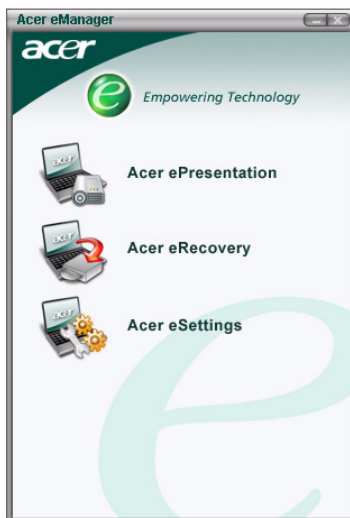 Acer eManager
acer
e Empowering Technology
Acer ePresentation
Acer eRecovery
Acer eSettings
e